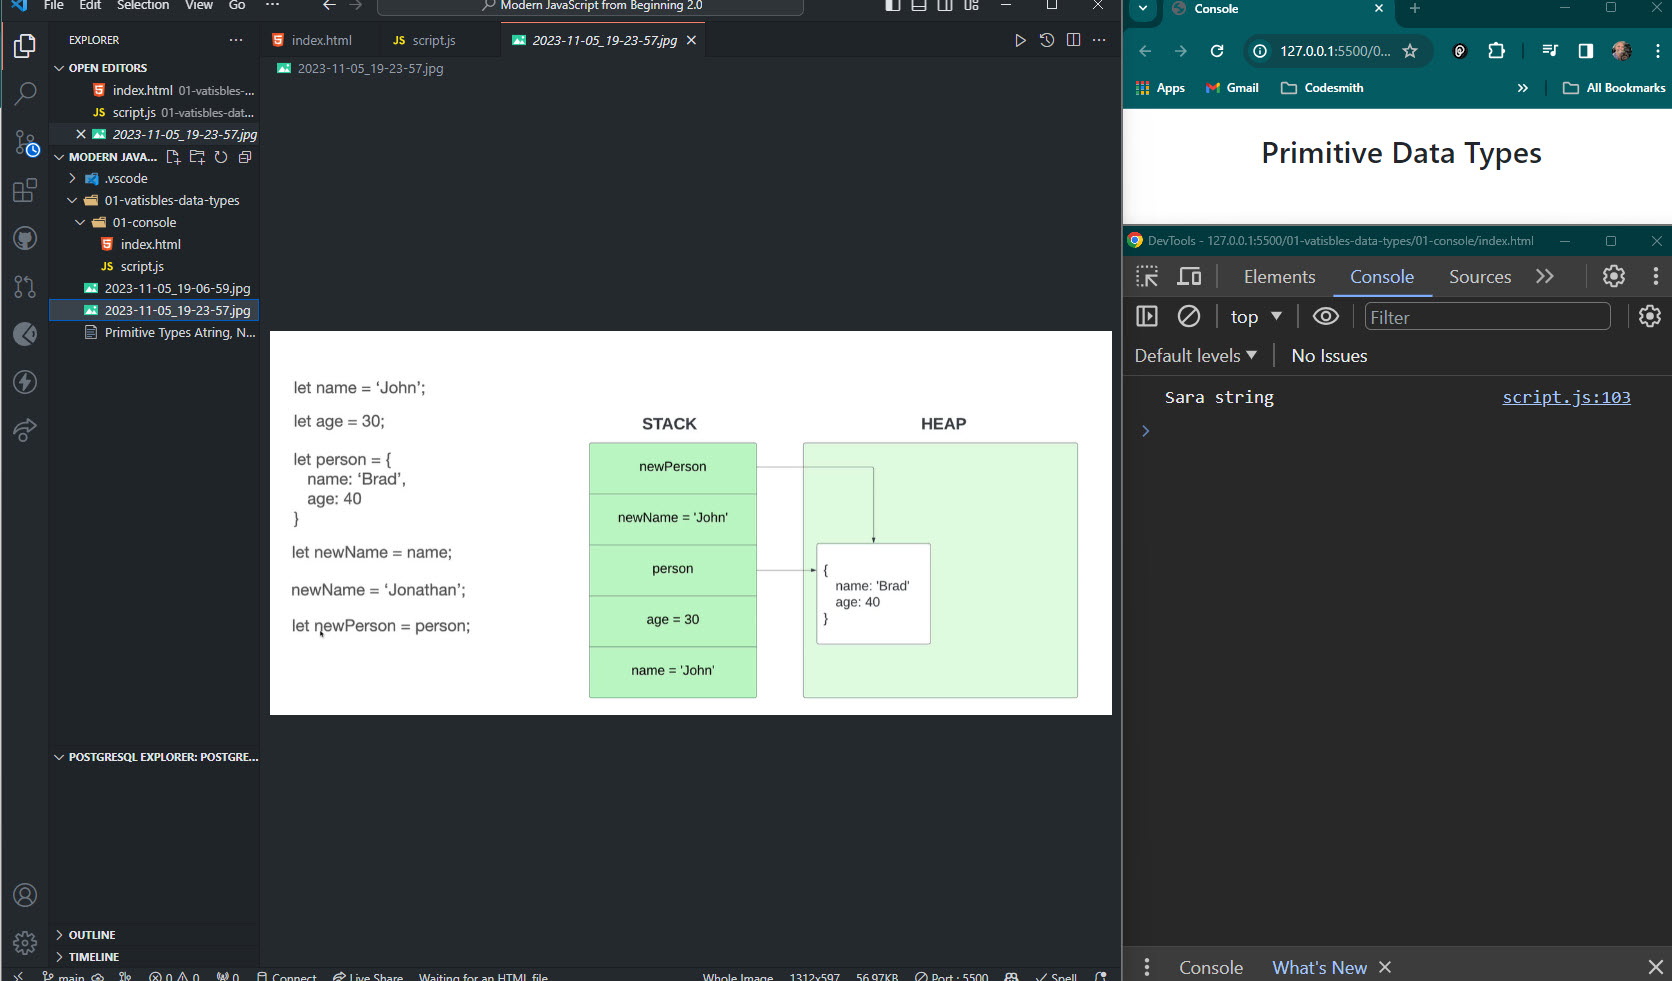 File Edit Selection View Go ··· Modern JavaScript from Beginning 2.0
EXPLORER ···
OPEN EDITORS
index.html 01-vatisbles-...
script.js 01-vatisbles-dat...
2023-11-05_19-23-57.jpg
MODERN JAVA...
.vscode
01-vatisbles-data-types
01-console
index.html
script.js
2023-11-05_19-06-59.jpg
2023-11-05_19-23-57.jpg
Primitive Types Atring, N...
POSTGRESQL EXPLORER: POSTGRE...
OUTLINE
TIMELINE
index.html JS script.js 2023-11-05_19-23-57.jpg
2023-11-05_19-23-57.jpg
let name = ‘John’;
let age = 30;
let person = {
name: ‘Brad’,
age: 40
}
let newName = name;
newName = ‘Jonathan’;
let newPerson = person;
STACK
newPerson
newName = 'John'
person
age = 30
name = 'John'
HEAP
{
name: 'Brad'
age: 40
}
main 0 0 0 Connect Live Share Waiting for an HTML file Whole Image 1312x597 56.97KB Port : 5500 Spell
Console
127.0.0.1:5500/0...
Apps Gmail Codesmith » All Bookmarks
Primitive Data Types
DevTools - 127.0.0.1:5500/01-vatisbles-data-types/01-console/index.html
Elements Console Sources
top Filter
Default levels No Issues
Sara string script.js:103
Console What's New